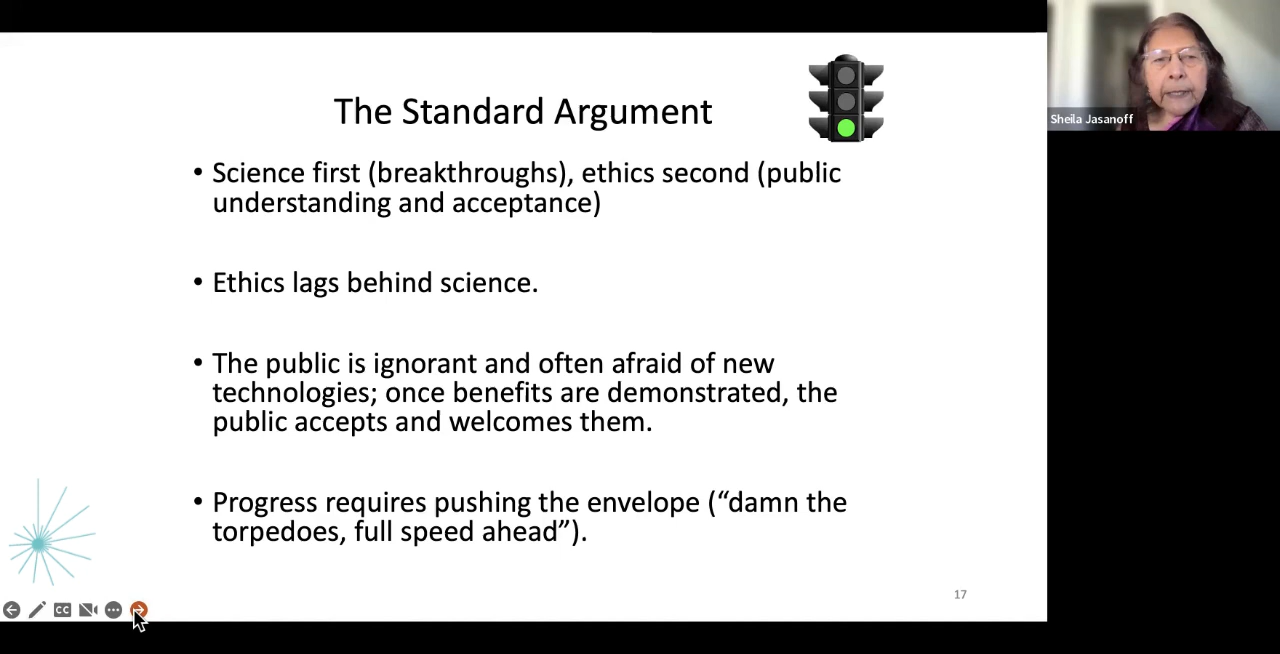 The Standard Argument
• Science first (breakthroughs), ethics second (public
understanding and acceptance)
• Ethics lags behind science.
• The public is ignorant and often afraid of new
technologies; once benefits are demonstrated, the
public accepts and welcomes them.
• Progress requires pushing the envelope (“damn the
torpedoes, full speed ahead”).
17
CC
Sheila Jasanoff